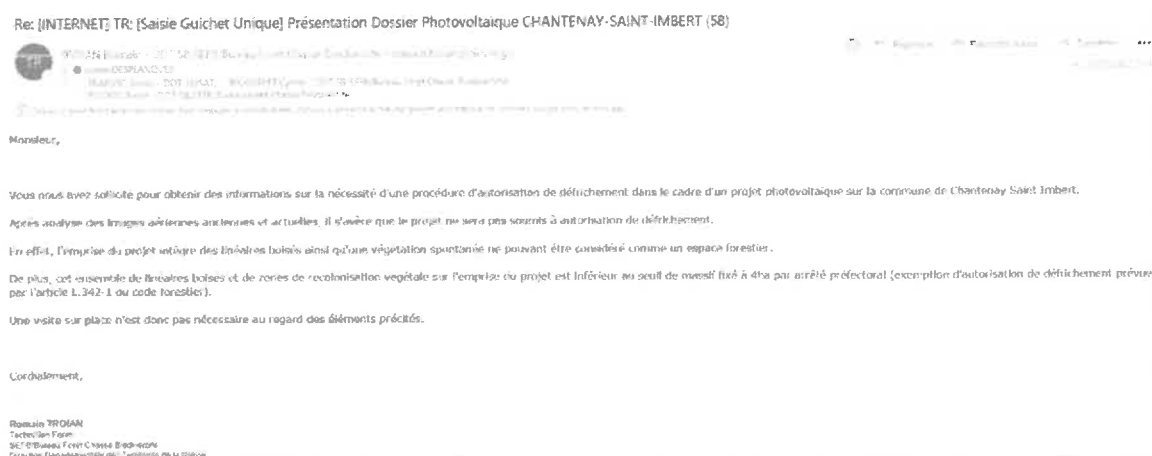 Re: [INTERNET] TR: [Saisie Guichet Unique] Présentation Dossier Photovoltaique CHANTENAY-SAINT-IMBERT (58)
Monsieur,
Vous nous avez sollicité pour obtenir des informations sur la nécessité d'une procédure d'autorisation de défrichement dans le cadre d'un projet photovoltaïque sur la commune de Chantenay Saint Imbert.
Après analyse des images aériennes anciennes et actuelles, il s'avère que le projet ne sera pas soumis à autorisation de défrichement.
En effet, l'emprise du projet intègre des linéaires boisés ainsi qu'une végétation spontanée ne pouvant être considéré comme un espace forestier.
De plus, cet ensemble de linéaires boisés et de zones de recolonisation végétale sur l'emprise du projet est inférieur au seuil de massif fixé à 4ha par arrêté préfectoral (exemption d'autorisation de défrichement prévue
par l'article L.342-1 du code forestier).
Une visite sur place n'est donc pas nécessaire au regard des éléments précités.
Cordialement,
Romain TROIAN